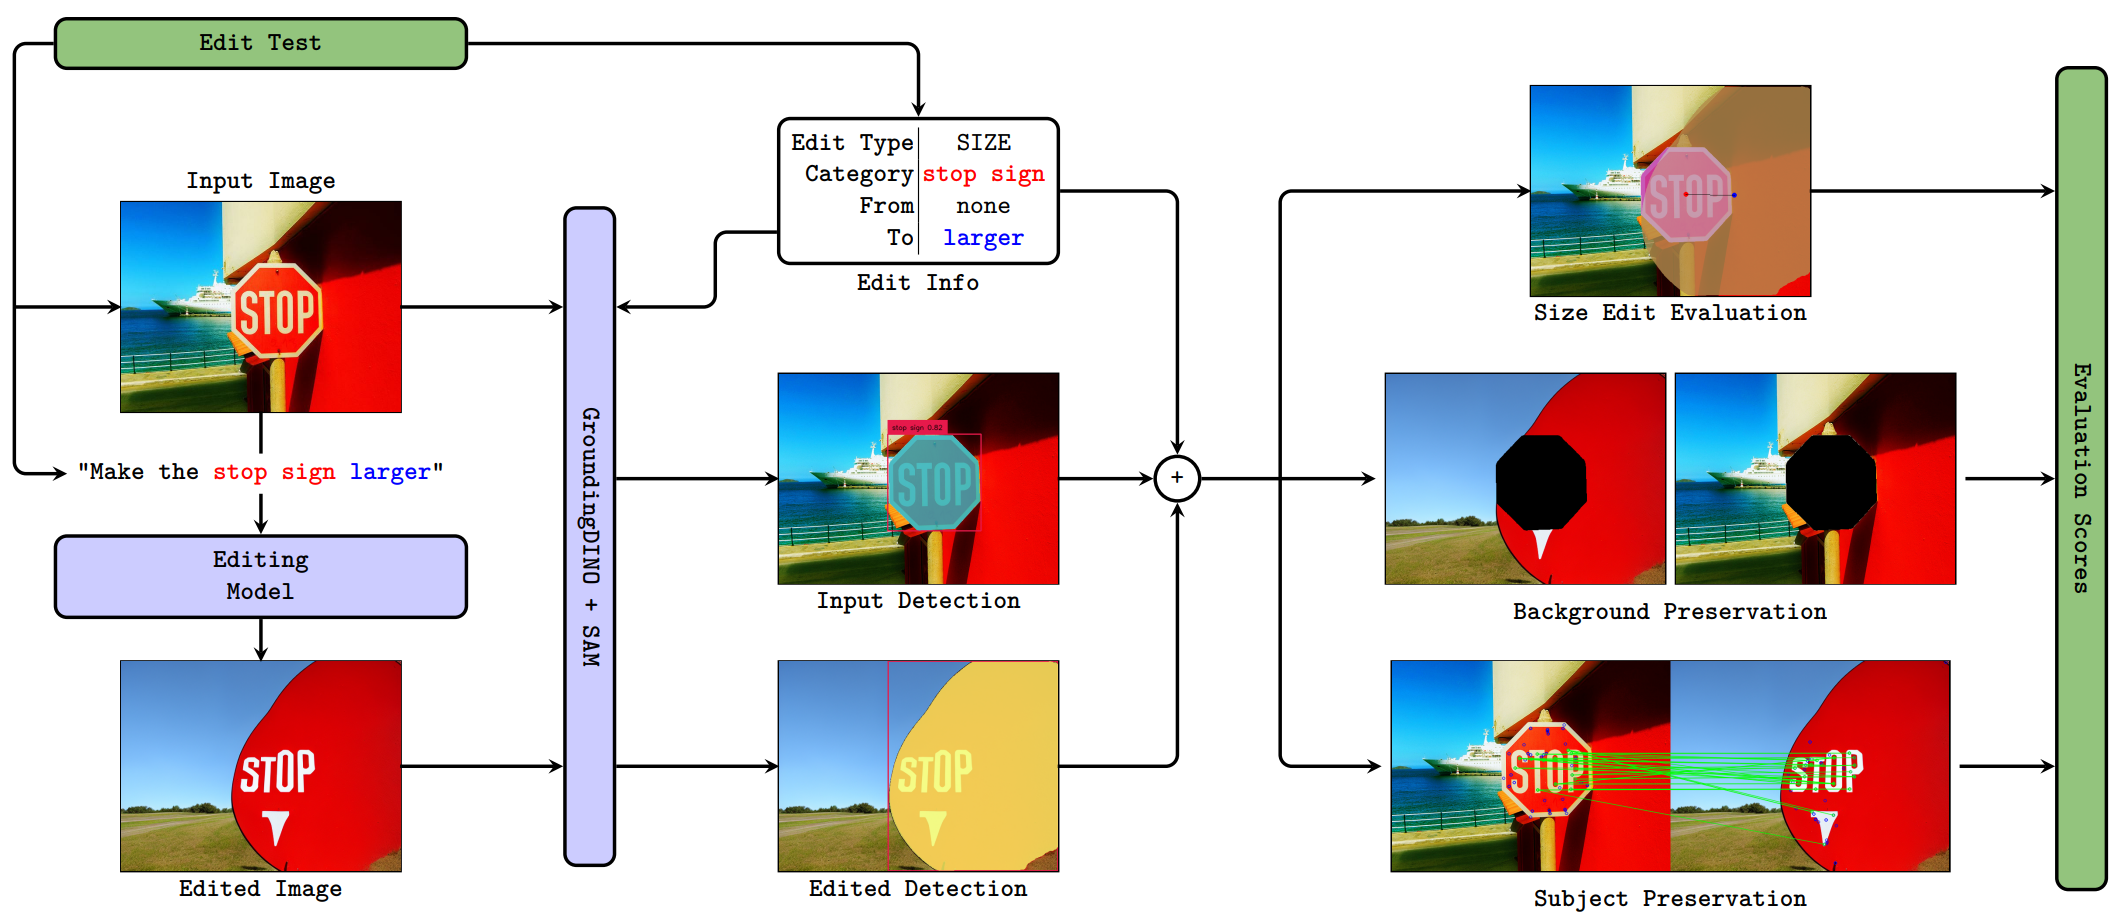 Edit Test
Input Image
STOP
"Make the stop sign larger"
Editing
Model
STOP
Edited Image
GroundingDINO + SAM
Edit Type SIZE
Category stop sign
From none
To larger
Edit Info
stop sign 0.82
STOP
Input Detection
STOP
Edited Detection
+
STOP
Size Edit Evaluation
Background Preservation
STOP
STOP
Subject Preservation
Evaluation Scores